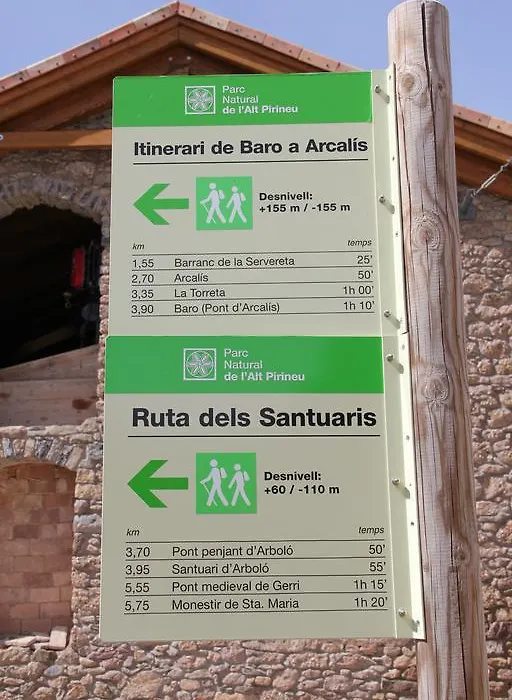 Parc
Natural
de l'Alt Pirineu
Itinerari de Baro a Arcalís
Desnivell:
+155 m / -155 m
km temps
1,55 Barranc de la Servereta 25'
2,70 Arcalís 50'
3,35 La Torreta 1h 00'
3,90 Baro (Pont d'Arcalís) 1h 10'
Parc
Natural
de l'Alt Pirineu
Ruta dels Santuaris
Desnivell:
+60 / -110 m
km temps
3,70 Pont penjant d'Arboló 50'
3,95 Santuari d'Arboló 55'
5,55 Pont medieval de Gerri 1h 15'
5,75 Monestir de Sta. Maria 1h 20'